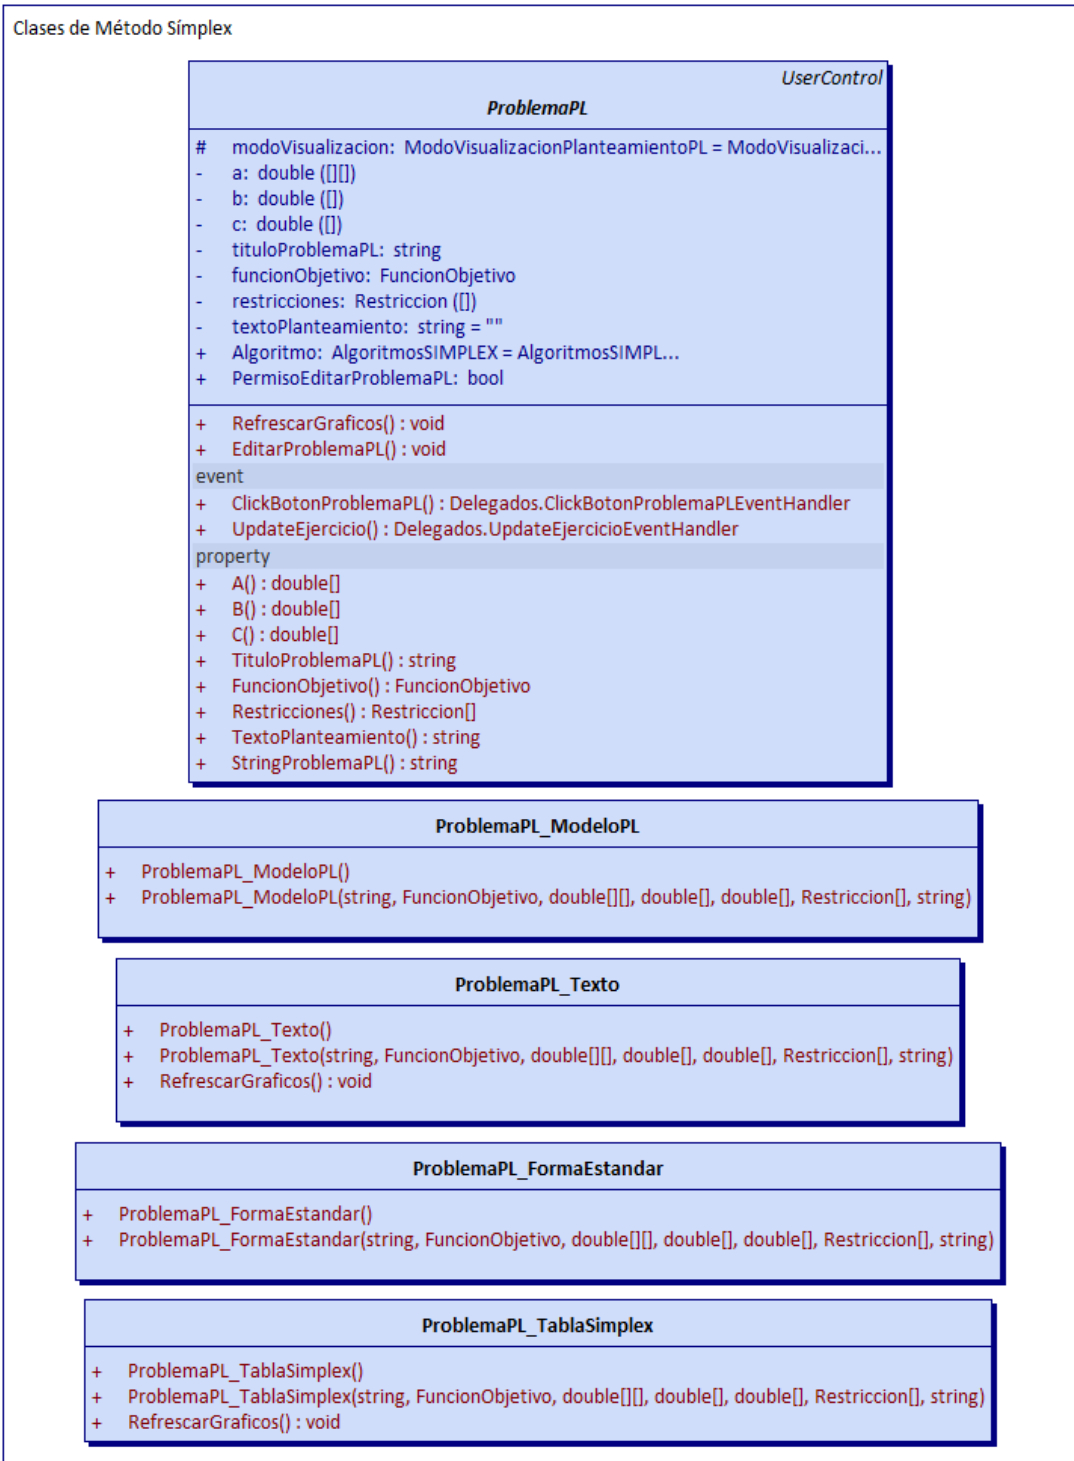 Clases de Método Símplex
UserControl
ProblemaPL
# modoVisualizacion: ModoVisualizacionPlanteamientoPL = ModoVisualizaci...
- a: double ([][])
- b: double ([])
- c: double ([])
- tituloProblemaPL: string
- funcionObjetivo: FuncionObjetivo
- restricciones: Restriccion ([])
- textoPlanteamiento: string = ""
+ Algoritmo: AlgoritmosSIMPLEX = AlgoritmosSIMPL...
+ PermisoEditarProblemaPL: bool
+ RefrescarGraficos() : void
+ EditarProblemaPL() : void
event
+ ClickBotonProblemaPL() : Delegados.ClickBotonProblemaPLEventHandler
+ UpdateEjercicio() : Delegados.UpdateEjercicioEventHandler
property
+ A() : double[]
+ B() : double[]
+ C() : double[]
+ TituloProblemaPL() : string
+ FuncionObjetivo() : FuncionObjetivo
+ Restricciones() : Restriccion[]
+ TextoPlanteamiento() : string
+ StringProblemaPL() : string
ProblemaPL_ModeloPL
+ ProblemaPL_ModeloPL()
+ ProblemaPL_ModeloPL(string, FuncionObjetivo, double[][], double[], double[], Restriccion[], string)
ProblemaPL_Texto
+ ProblemaPL_Texto()
+ ProblemaPL_Texto(string, FuncionObjetivo, double[][], double[], double[], Restriccion[], string)
+ RefrescarGraficos() : void
ProblemaPL_FormaEstandar
+ ProblemaPL_FormaEstandar()
+ ProblemaPL_FormaEstandar(string, FuncionObjetivo, double[][], double[], double[], Restriccion[], string)
ProblemaPL_TablaSimplex
+ ProblemaPL_TablaSimplex()
+ ProblemaPL_TablaSimplex(string, FuncionObjetivo, double[][], double[], double[], Restriccion[], string)
+ RefrescarGraficos() : void